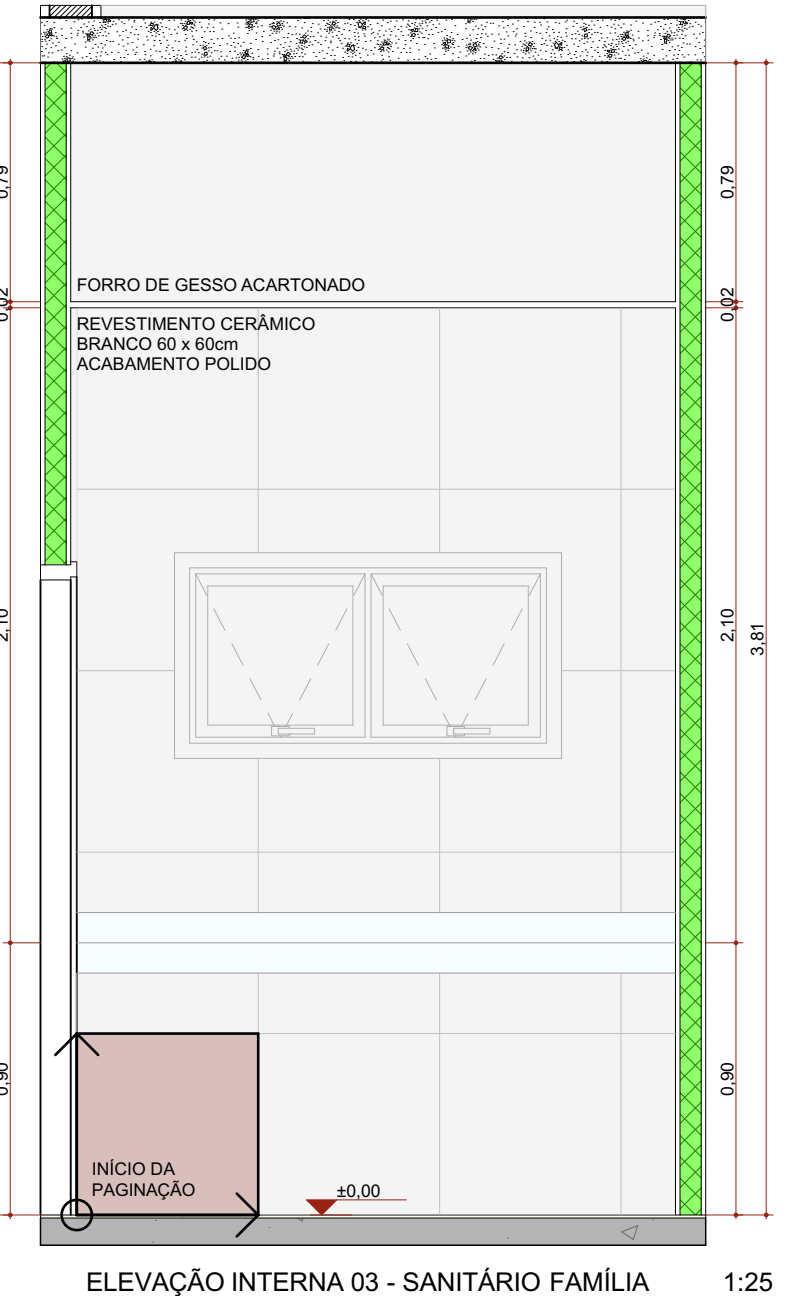 0,79
0,79
FORRO DE GESSO ACARTONADO
0,02
0,02
REVESTIMENTO CERÂMICO
BRANCO 60 x 60cm
ACABAMENTO POLIDO
2,10
2,10
3,81
0,90
0,90
INÍCIO DA
PAGINAÇÃO
±0,00
ELEVAÇÃO INTERNA 03 - SANITÁRIO FAMÍLIA 1:25